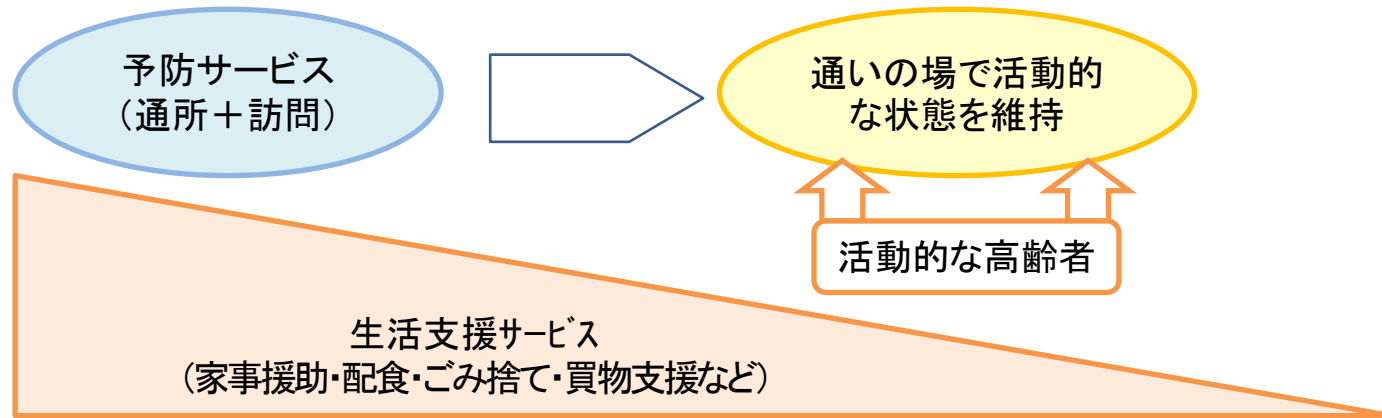 予防サービス
（通所＋訪問）
通いの場で活動的
な状態を維持
活動的な高齢者
生活支援ｻｰﾋﾞｽ
（家事援助･配食･ごみ捨て･買物支援など）